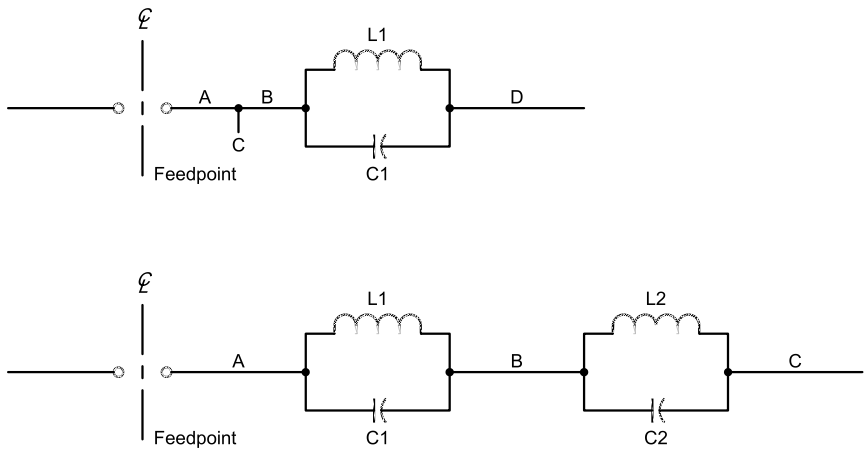 ℄
L1
A B D
C
C1
Feedpoint
℄
L1 L2
A B C
C1 C2
Feedpoint